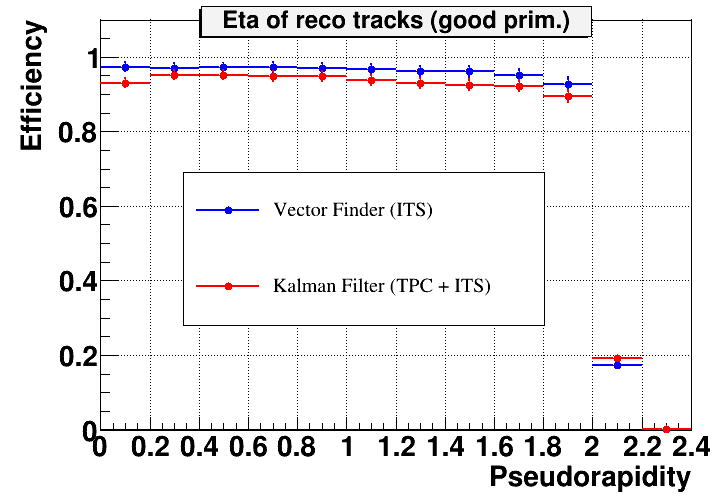 Eta of reco tracks (good prim.)
Efficiency
1
0.8
0.6
0.4
0.2
0
Vector Finder (ITS)
Kalman Filter (TPC + ITS)
0 0.2 0.4 0.6 0.8 1 1.2 1.4 1.6 1.8 2 2.2 2.4
Pseudorapidity